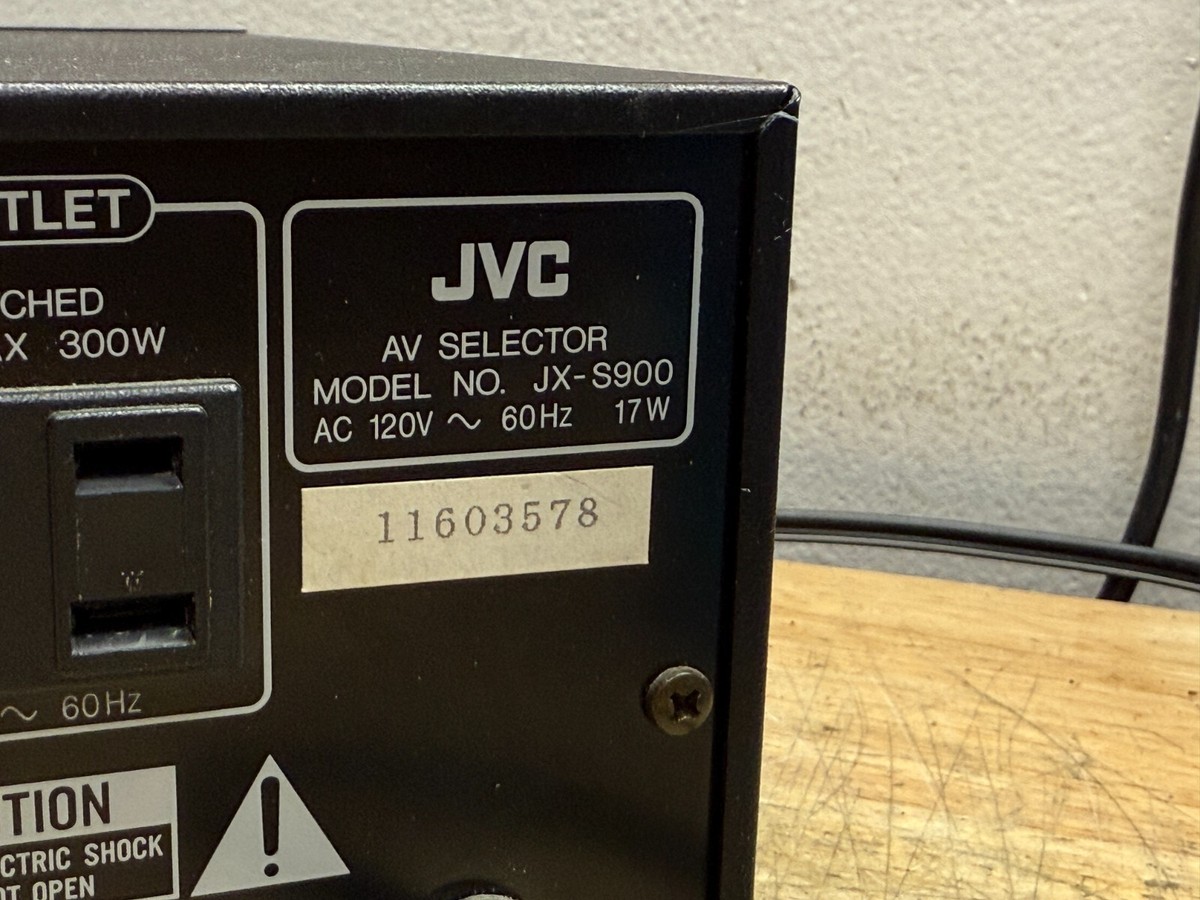 TLET
CHED
AX 300W
~ 60Hz
JVC
AV SELECTOR
MODEL NO. JX-S900
AC 120V ~ 60Hz 17W
11603578
TION
CTRIC SHOCK
OT OPEN
!